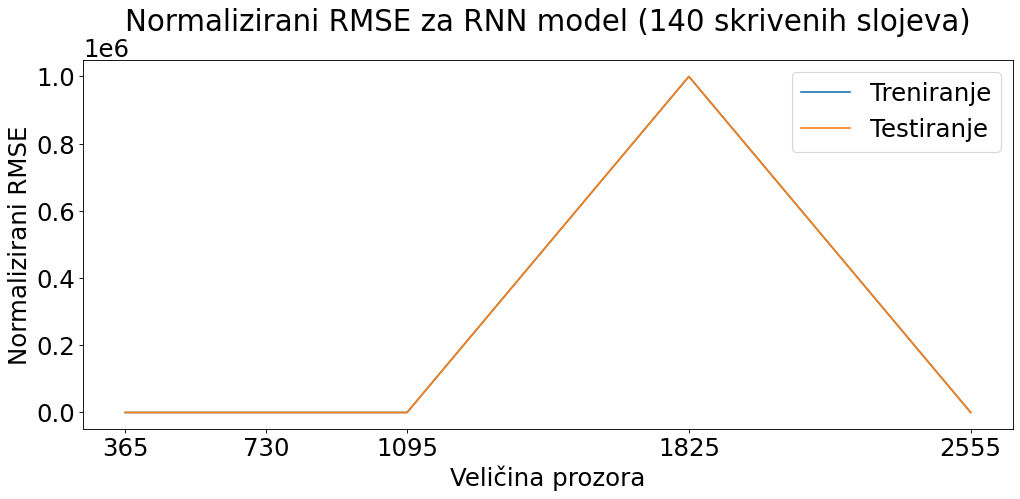 Normalizirani RMSE za RNN model (140 skrivenih slojeva)
1e6
1.0
0.8
0.6
0.4
0.2
0.0
Normalizirani RMSE
Treniranje
Testiranje
365 730 1095 1825 2555
Veličina prozora